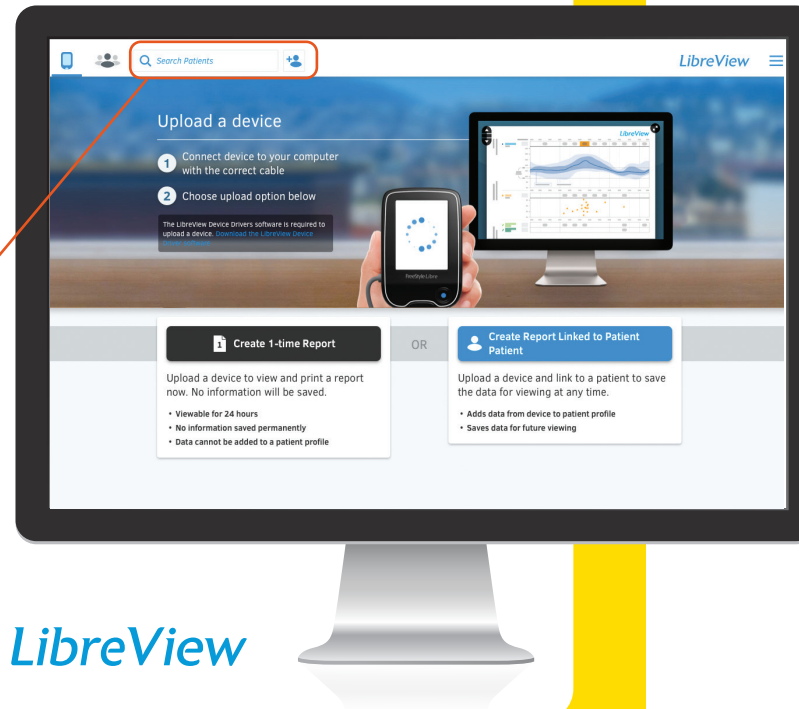 Search Patients
LibreView
Upload a device
1 Connect device to your computer
with the correct cable
2 Choose upload option below
The LibreView Device Drivers software is required to
upload a device. Download the LibreView Device
LibreView
FreeStyle Libre
1 Create 1-time Report
OR
Create Report Linked to Patient
Patient
Upload a device to view and print a report
now. No information will be saved.
• Viewable for 24 hours
• No information saved permanently
• Data cannot be added to a patient profile
Upload a device and link to a patient to save
the data for viewing at any time.
• Adds data from device to patient profile
• Saves data for future viewing
LibreView